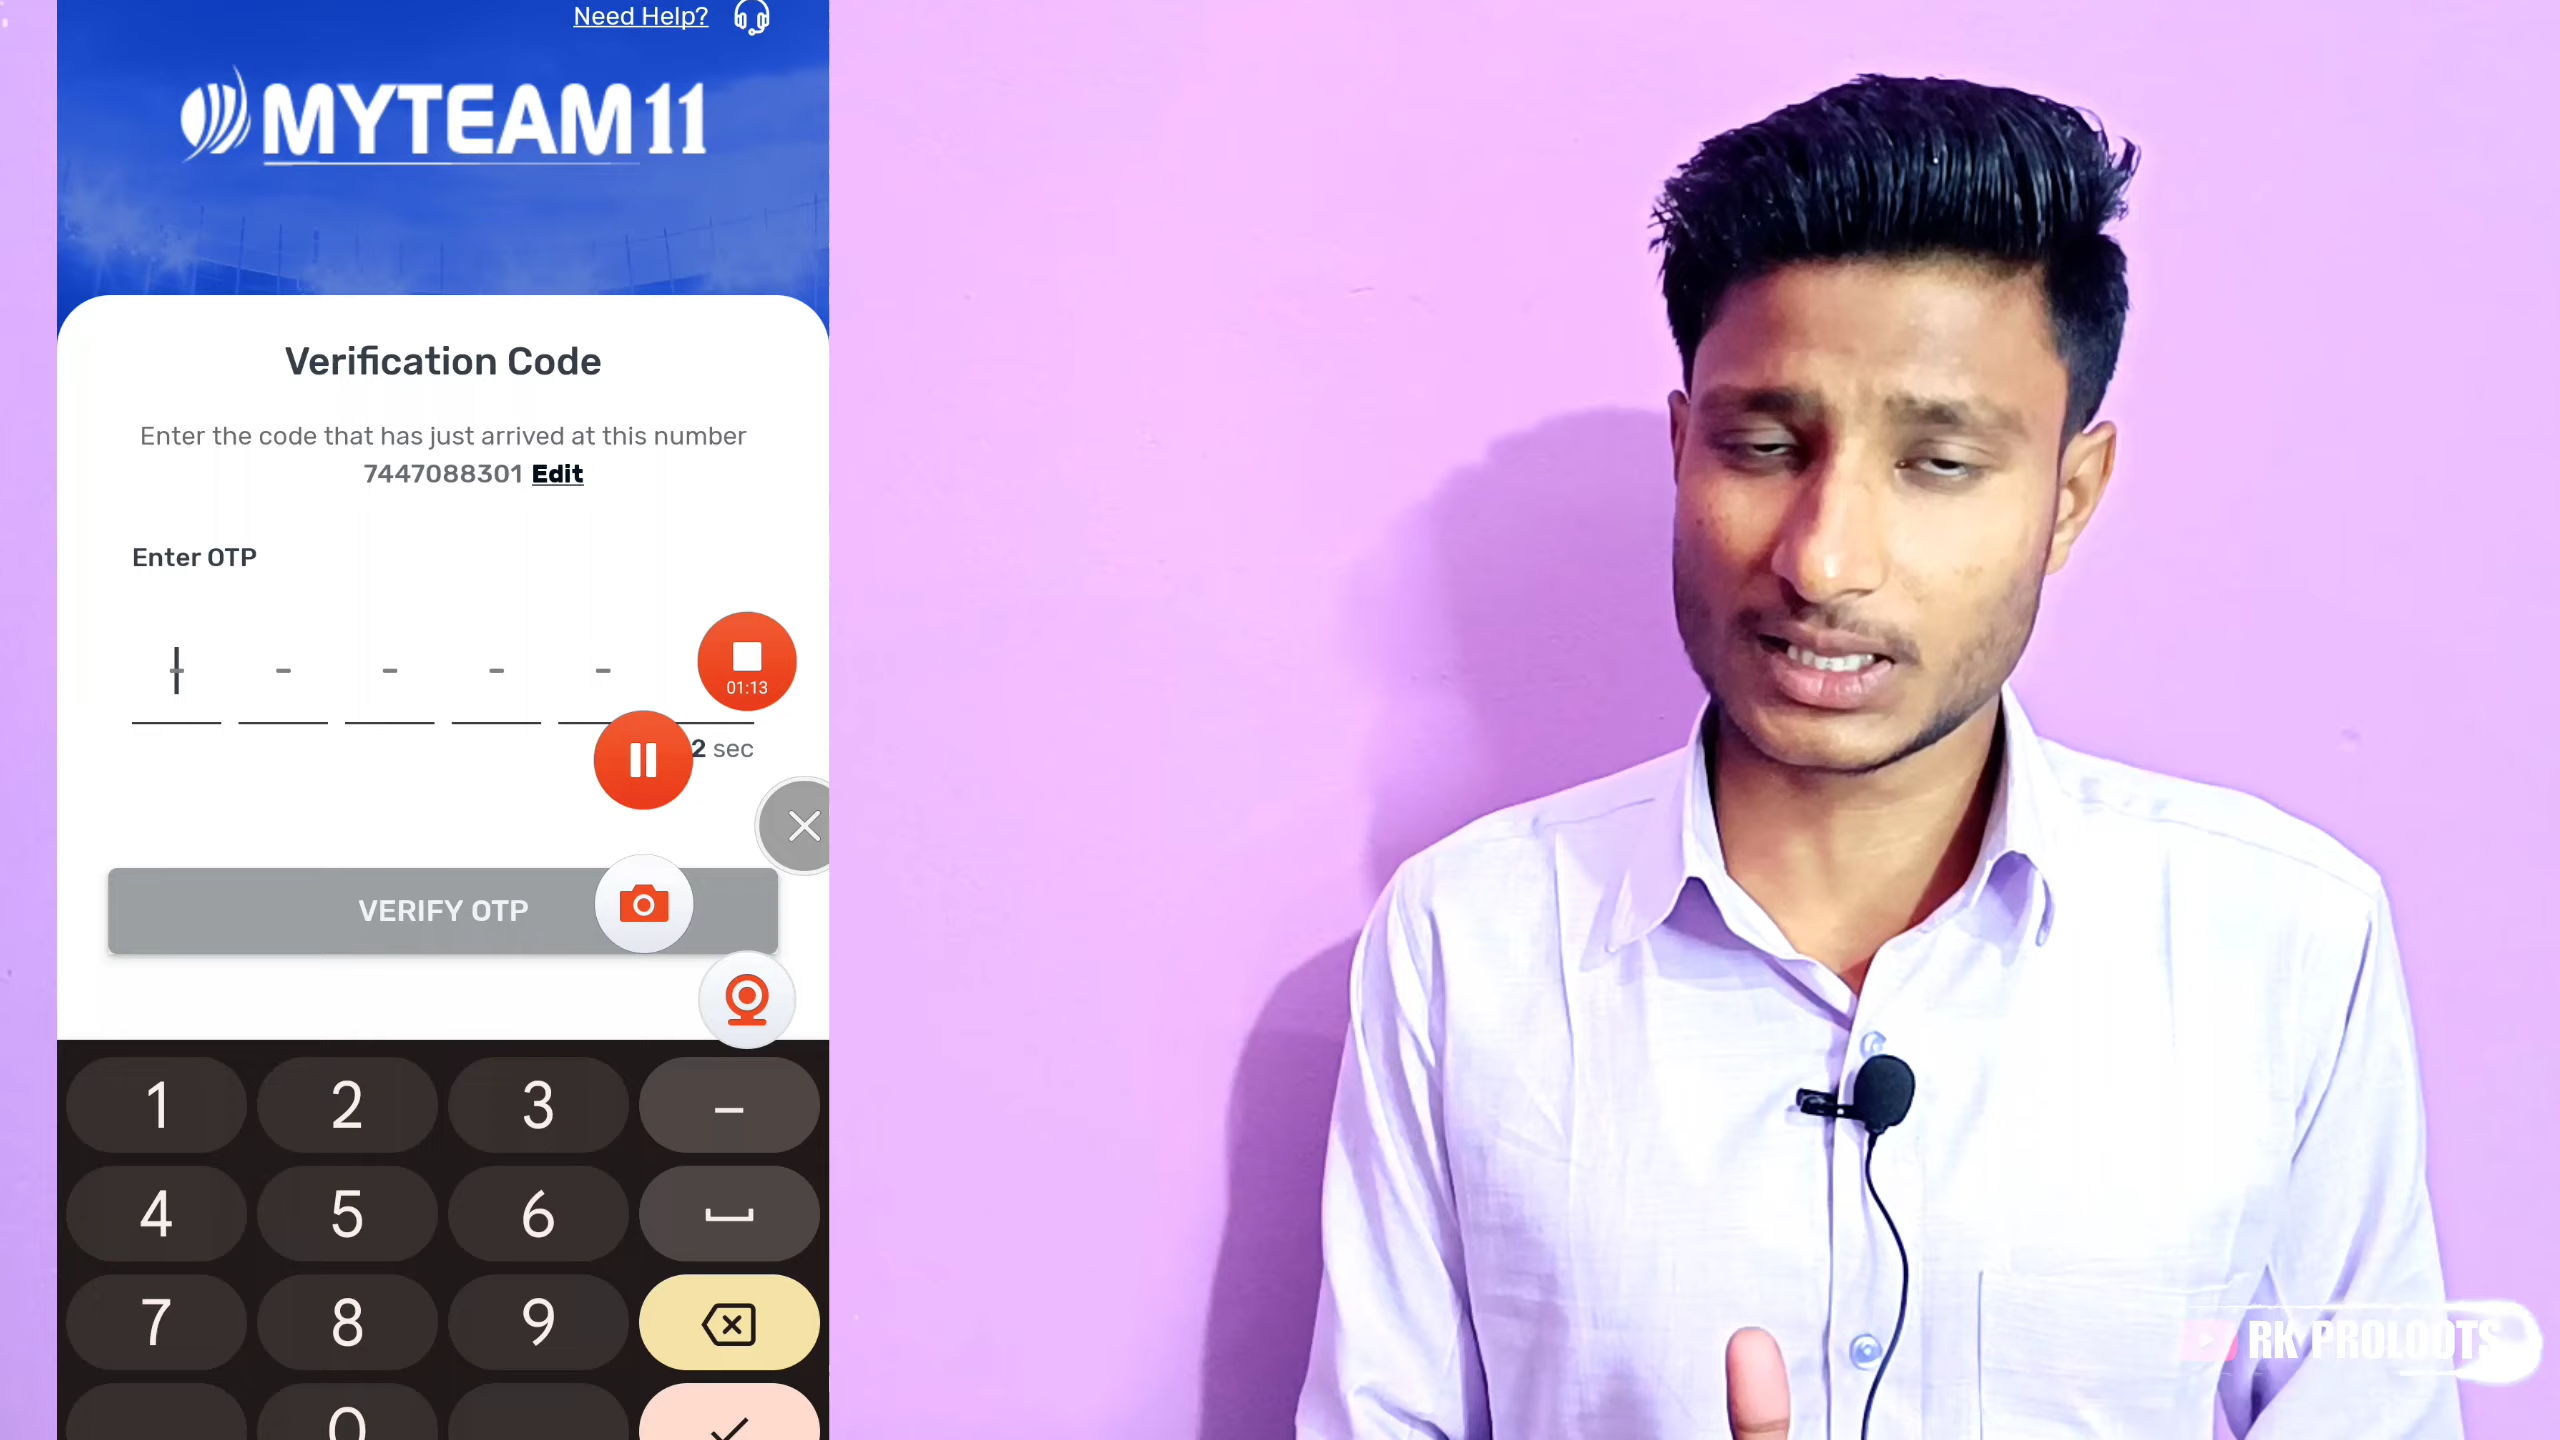 Need Help?
MYTEAM11
Verification Code
Enter the code that has just arrived at this number
7447088301 Edit
Enter OTP
- - - - -
01:13
2 sec
VERIFY OTP
1 2 3 –
4 5 6
7 8 9
0
RK PROLOOTS